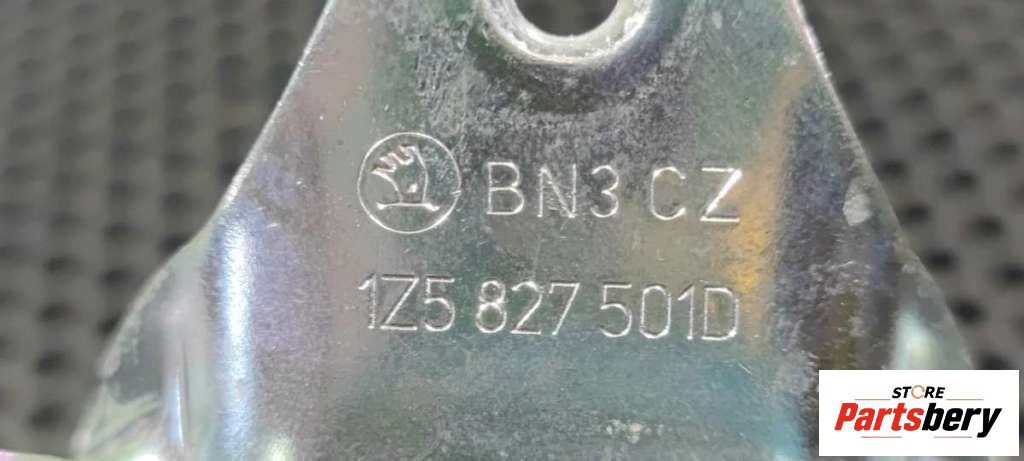 BN3 CZ
1Z5 827 501D
STORE
Partsbery